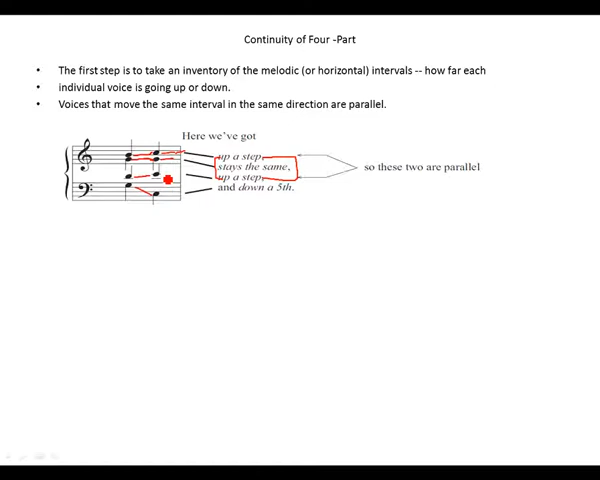 Continuity of Four -Part
• The first step is to take an inventory of the melodic (or horizontal) intervals -- how far each
• individual voice is going up or down.
• Voices that move the same interval in the same direction are parallel.
Here we've got
up a step,
stays the same,
so these two are parallel
up a step,
and down a 5th.